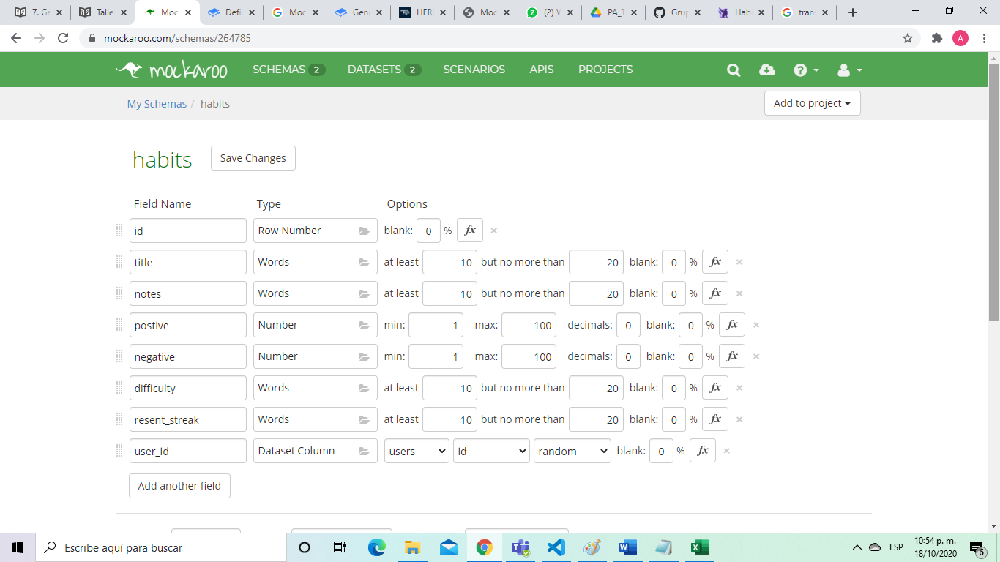 7. Ge
Talle
Moc
Defi
Moc
Gen
HER
Moc
(2) V
PA_T
Grup
Hab
tran
mockaroo.com/schemas/264785
A
mockaroo
SCHEMAS 2
DATASETS 2
SCENARIOS
APIS
PROJECTS
My Schemas / habits
Add to project
habits
Save Changes
Field Name Type Options
id Row Number blank: 0 % fx ×
title Words at least 10 but no more than 20 blank: 0 % fx ×
notes Words at least 10 but no more than 20 blank: 0 % fx ×
postive Number min: 1 max: 100 decimals: 0 blank: 0 % fx ×
negative Number min: 1 max: 100 decimals: 0 blank: 0 % fx ×
difficulty Words at least 10 but no more than 20 blank: 0 % fx ×
resent_streak Words at least 10 but no more than 20 blank: 0 % fx ×
user_id Dataset Column users id random blank: 0 % fx ×
Add another field
Escribe aquí para buscar
ESP
10:54 p. m.
18/10/2020
6